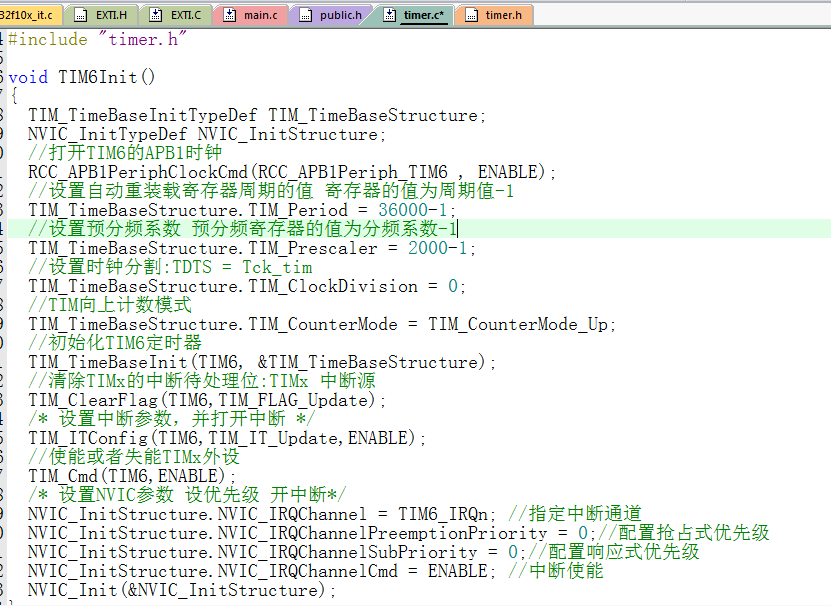 32f10x_it.c EXTI.H EXTI.C main.c public.h timer.c* timer.h
#include "timer.h"
void TIM6Init()
{
TIM_TimeBaseInitTypeDef TIM_TimeBaseStructure;
NVIC_InitTypeDef NVIC_InitStructure;
//打开TIM6的APB1时钟
RCC_APB1PeriphClockCmd(RCC_APB1Periph_TIM6 , ENABLE);
//设置自动重装载寄存器周期的值 寄存器的值为周期值-1
TIM_TimeBaseStructure.TIM_Period = 36000-1;
//设置预分频系数 预分频寄存器的值为分频系数-1
TIM_TimeBaseStructure.TIM_Prescaler = 2000-1;
//设置时钟分割:TDTS = Tck_tim
TIM_TimeBaseStructure.TIM_ClockDivision = 0;
//TIM向上计数模式
TIM_TimeBaseStructure.TIM_CounterMode = TIM_CounterMode_Up;
//初始化TIM6定时器
TIM_TimeBaseInit(TIM6, &TIM_TimeBaseStructure);
//清除TIMx的中断待处理位:TIMx 中断源
TIM_ClearFlag(TIM6,TIM_FLAG_Update);
/* 设置中断参数，并打开中断 */
TIM_ITConfig(TIM6,TIM_IT_Update,ENABLE);
//使能或者失能TIMx外设
TIM_Cmd(TIM6,ENABLE);
/* 设置NVIC参数 设优先级 开中断*/
NVIC_InitStructure.NVIC_IRQChannel = TIM6_IRQn; //指定中断通道
NVIC_InitStructure.NVIC_IRQChannelPreemptionPriority = 0;//配置抢占式优先级
NVIC_InitStructure.NVIC_IRQChannelSubPriority = 0;//配置响应式优先级
NVIC_InitStructure.NVIC_IRQChannelCmd = ENABLE; //中断使能
NVIC_Init(&NVIC_InitStructure);